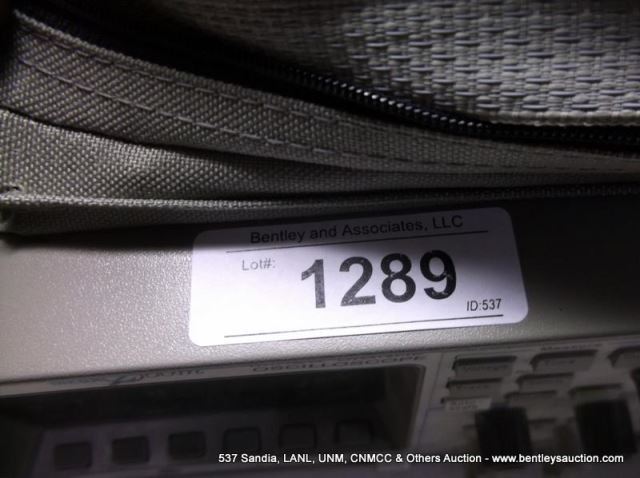 Bentley and Associates, LLC
Lot#:
1289
ID:537
OSCILLOSCOPE
537 Sandia, LANL, UNM, CNMCC & Others Auction - www.bentleysauction.com